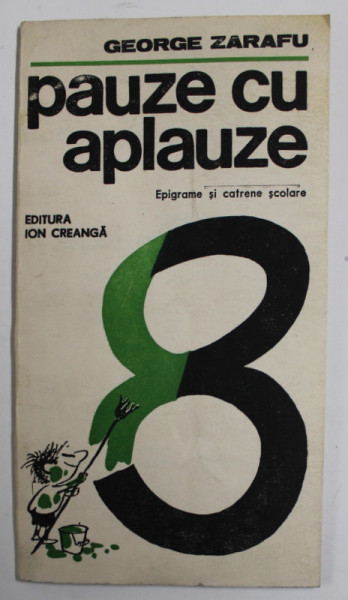 GEORGE ZARAFU
pauze cu
aplauze
Epigrame și catrene școlare
EDITURA
ION CREANGĂ
8